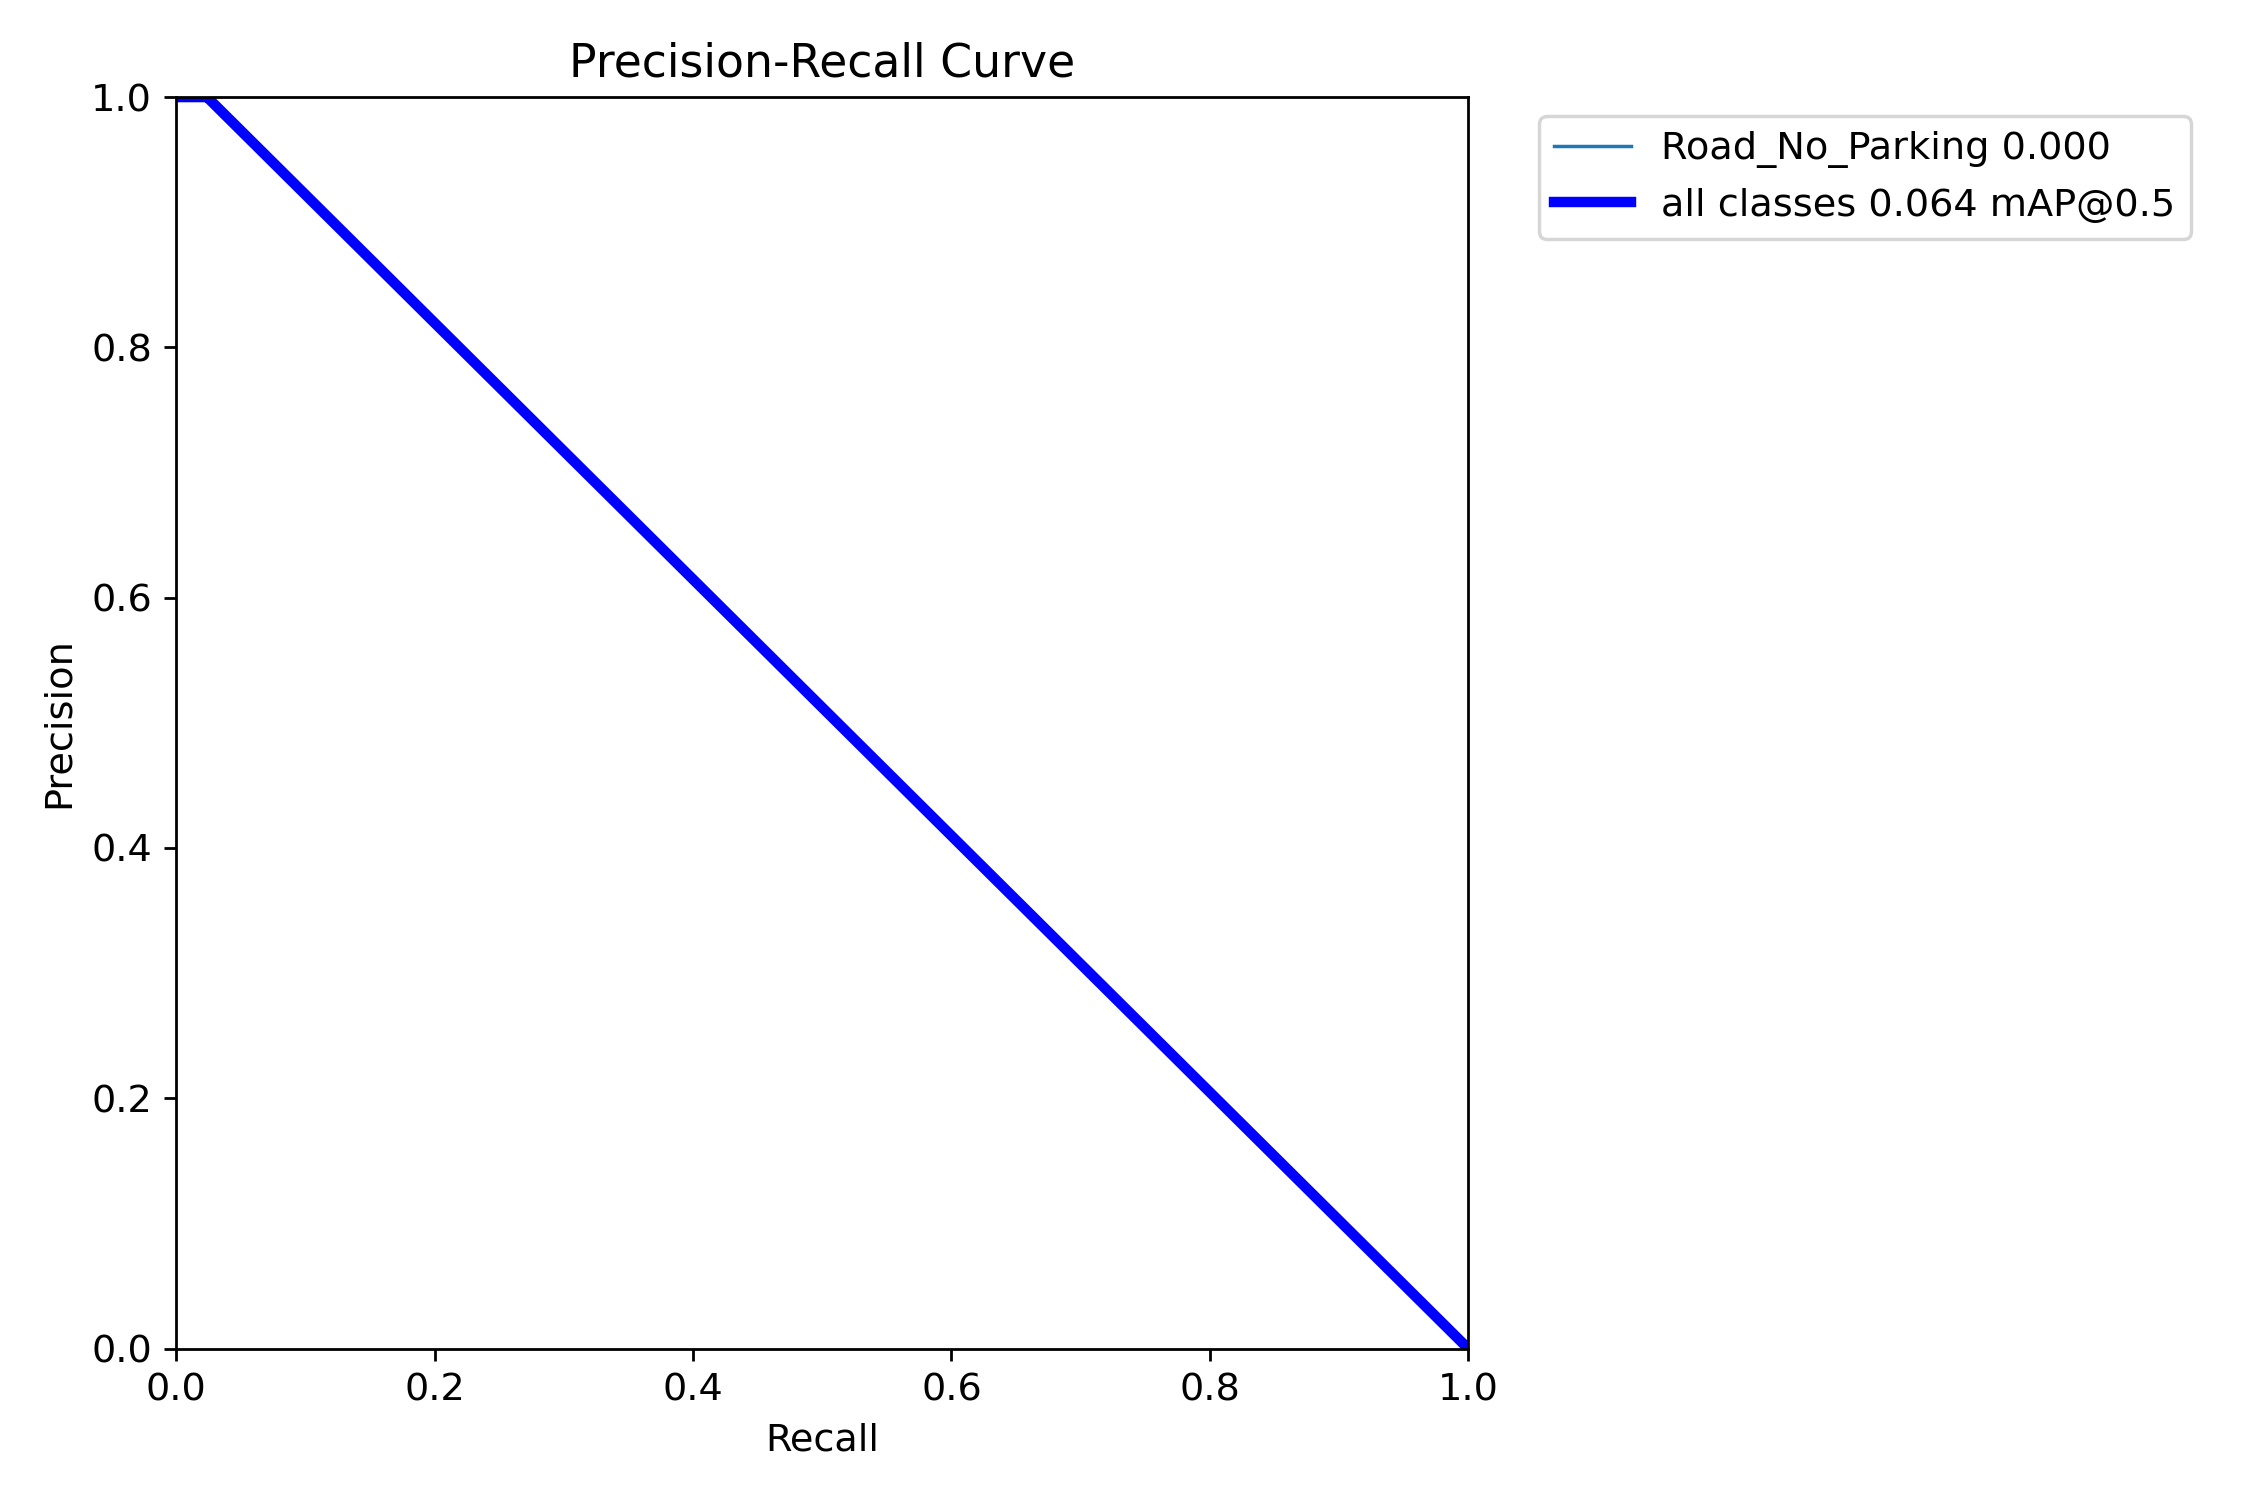 Precision-Recall Curve
Road_No_Parking 0.000
all classes 0.064 mAP@0.5
Precision
1.0
0.8
0.6
0.4
0.2
0.0
0.0 0.2 0.4 0.6 0.8 1.0
Recall